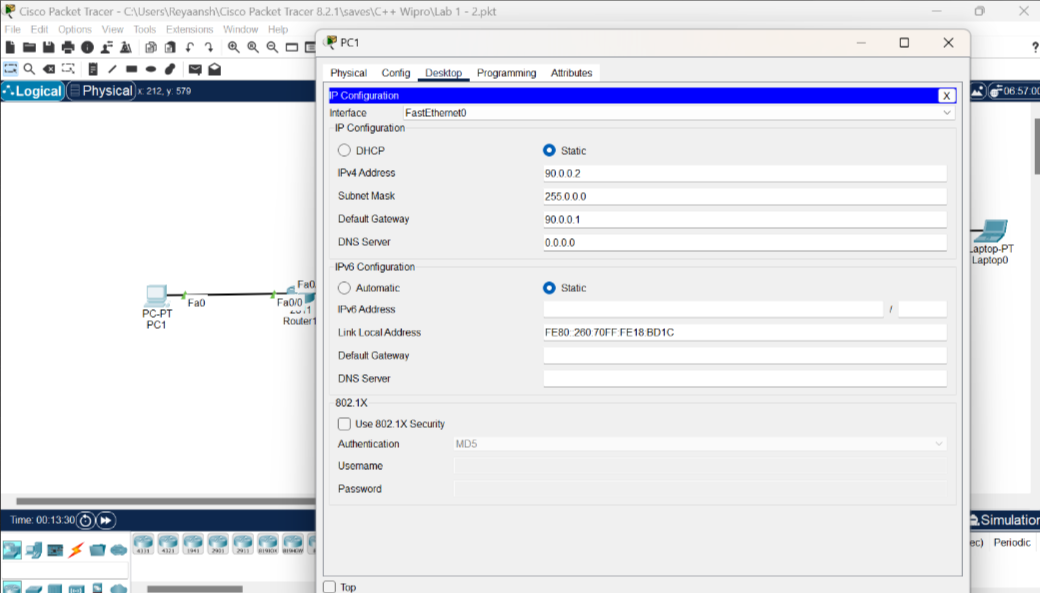 Cisco Packet Tracer - C:\Users\Reyaansh\Cisco Packet Tracer 8.2.1\saves\C++ Wipro\Lab 1 - 2.pkt
File Edit Options View Tools Extensions Window Help
PC1
?
Physical Config Desktop Programming Attributes
Logical Physical x: 212, y: 579
06:57:00
IP Configuration X
Interface FastEthernet0
IP Configuration
DHCP Static
IPv4 Address 90.0.0.2
Subnet Mask 255.0.0.0
Default Gateway 90.0.0.1
DNS Server 0.0.0.0
IPv6 Configuration
Automatic Static
IPv6 Address /
Link Local Address FE80::260:70FF:FE18:BD1C
Default Gateway
DNS Server
802.1X
Use 802.1X Security
Authentication MD5
Username
Password
Top
Fa0
Fa0 Fa0/0
PC-PT
PC1
Router1
Laptop-PT
Laptop0
Time: 00:13:30
Simulation
4331 4321 1941 2901 2911 819HGW
Periodic